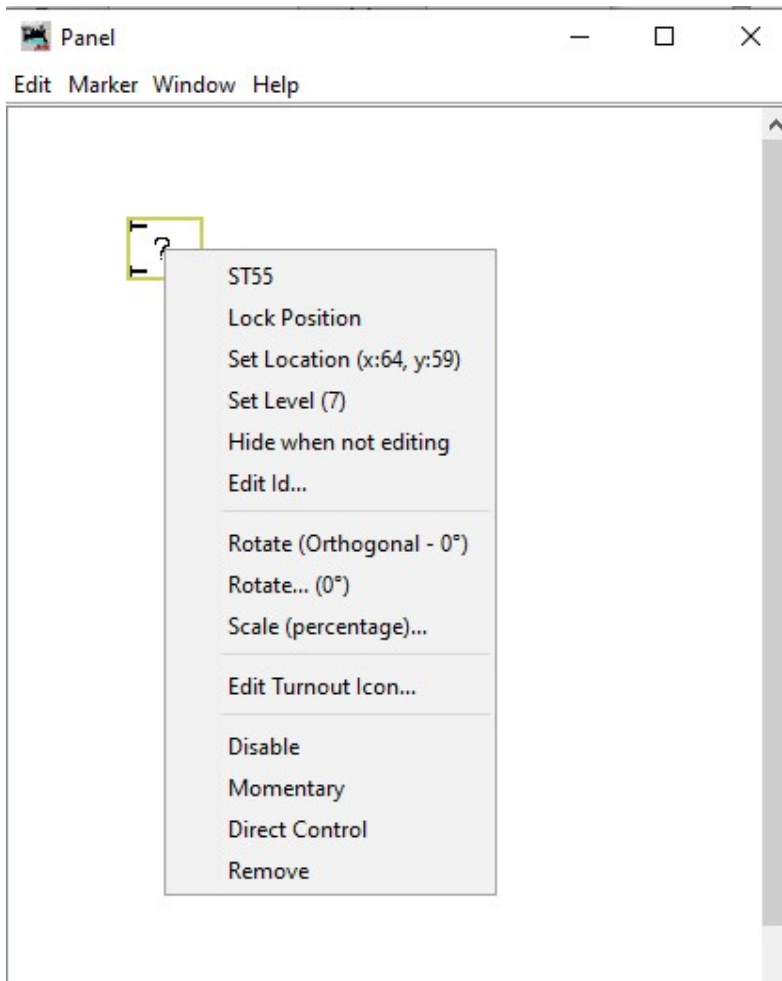 Panel
Edit Marker Window Help
?
ST55
Lock Position
Set Location (x:64, y:59)
Set Level (7)
Hide when not editing
Edit Id...
Rotate (Orthogonal - 0°)
Rotate... (0°)
Scale (percentage)...
Edit Turnout Icon...
Disable
Momentary
Direct Control
Remove